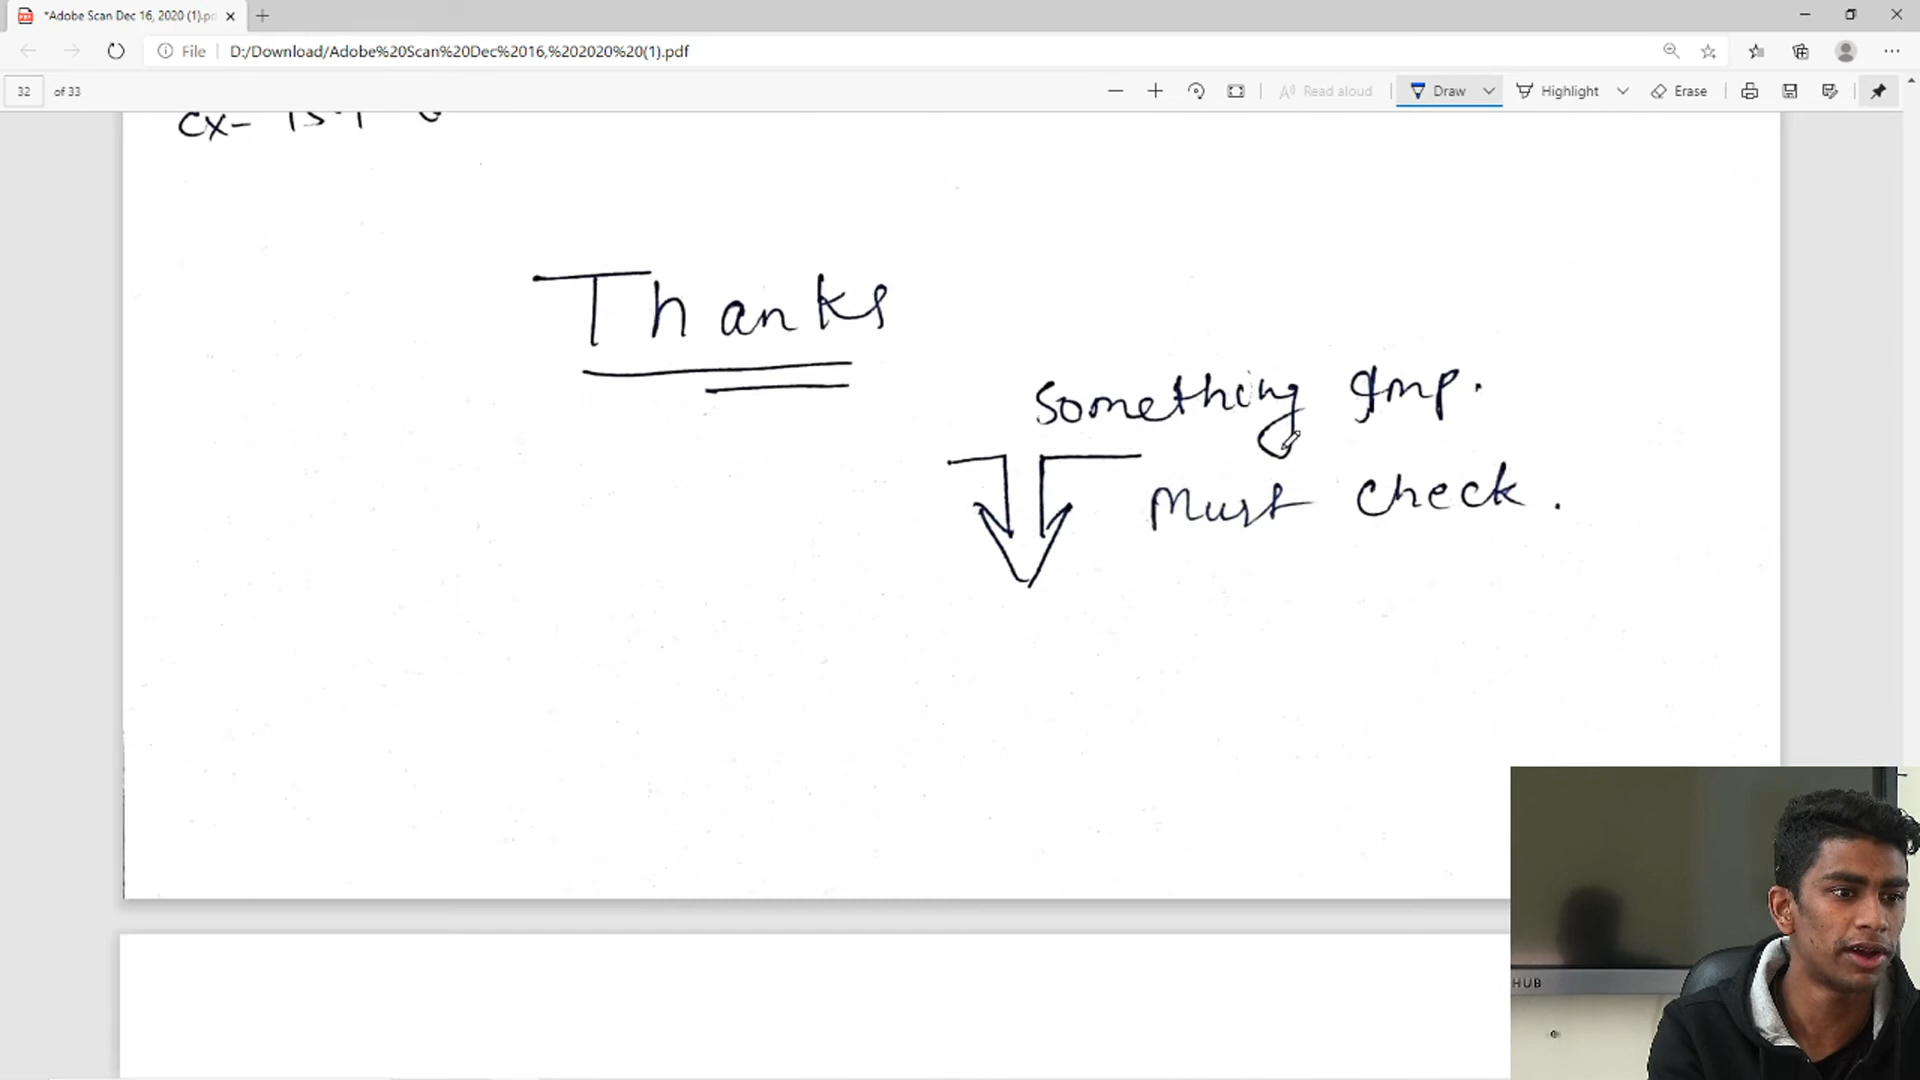 *Adobe Scan Dec 16, 2020 (1).p
File D:/Download/Adobe%20Scan%20Dec%2016,%202020%20(1).pdf
32 of 33 Read aloud Draw Highlight Erase
Cx-
Thanks
Something Imp.
Must Check.
HUB